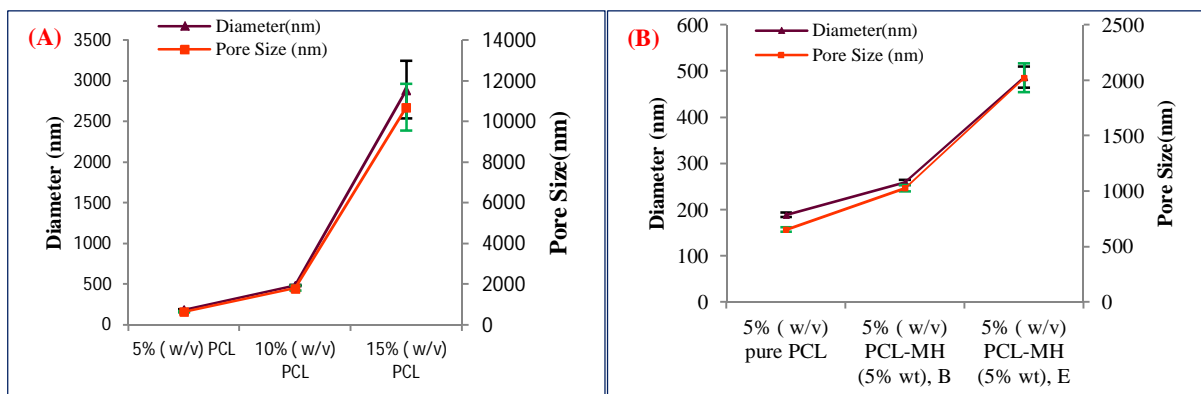 (A)
Diameter(nm)
Pore Size (nm)
3500
3000
2500
2000
1500
1000
500
0
Diameter (nm)
14000
12000
10000
8000
6000
4000
2000
0
Pore Size(nm)
5% ( w/v) PCL
10% ( w/v)
PCL
15% ( w/v)
PCL
(B)
Diameter(nm)
Pore Size (nm)
600
500
400
300
200
100
0
Diameter (nm)
2500
2000
1500
1000
500
0
Pore Size (nm)
5% ( w/v)
pure PCL
5% ( w/v)
PCL-MH
(5% wt), B
5% ( w/v)
PCL-MH
(5% wt), E